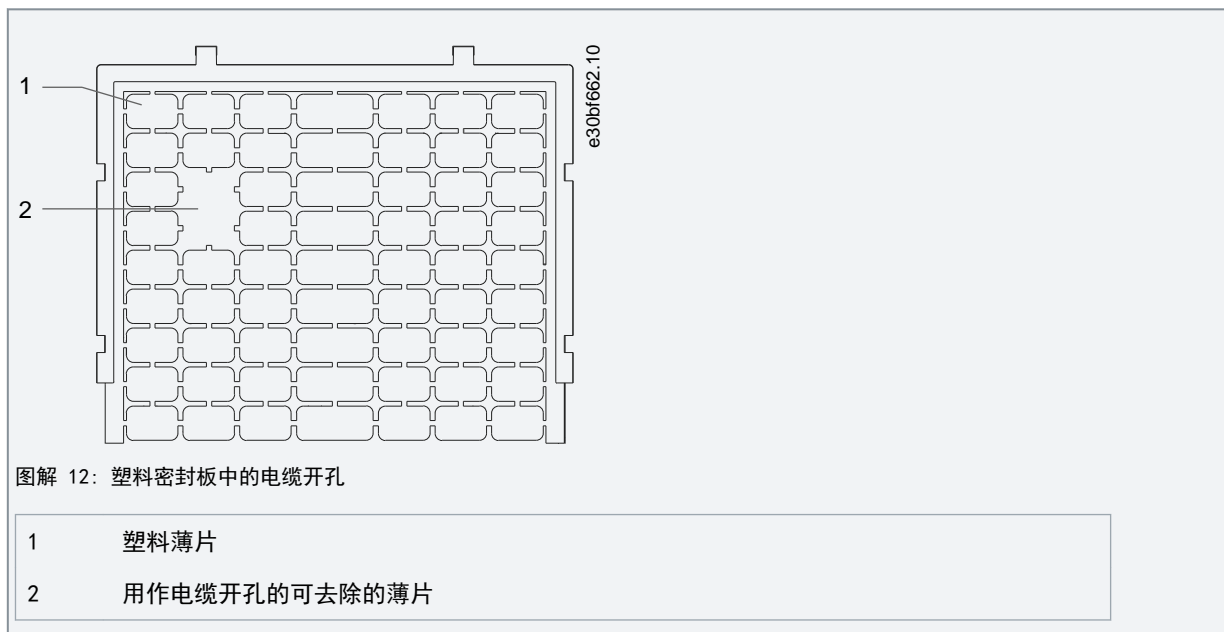 1
2
e30bf662.10
图解 12: 塑料密封板中的电缆开孔
1 塑料薄片
2 用作电缆开孔的可去除的薄片